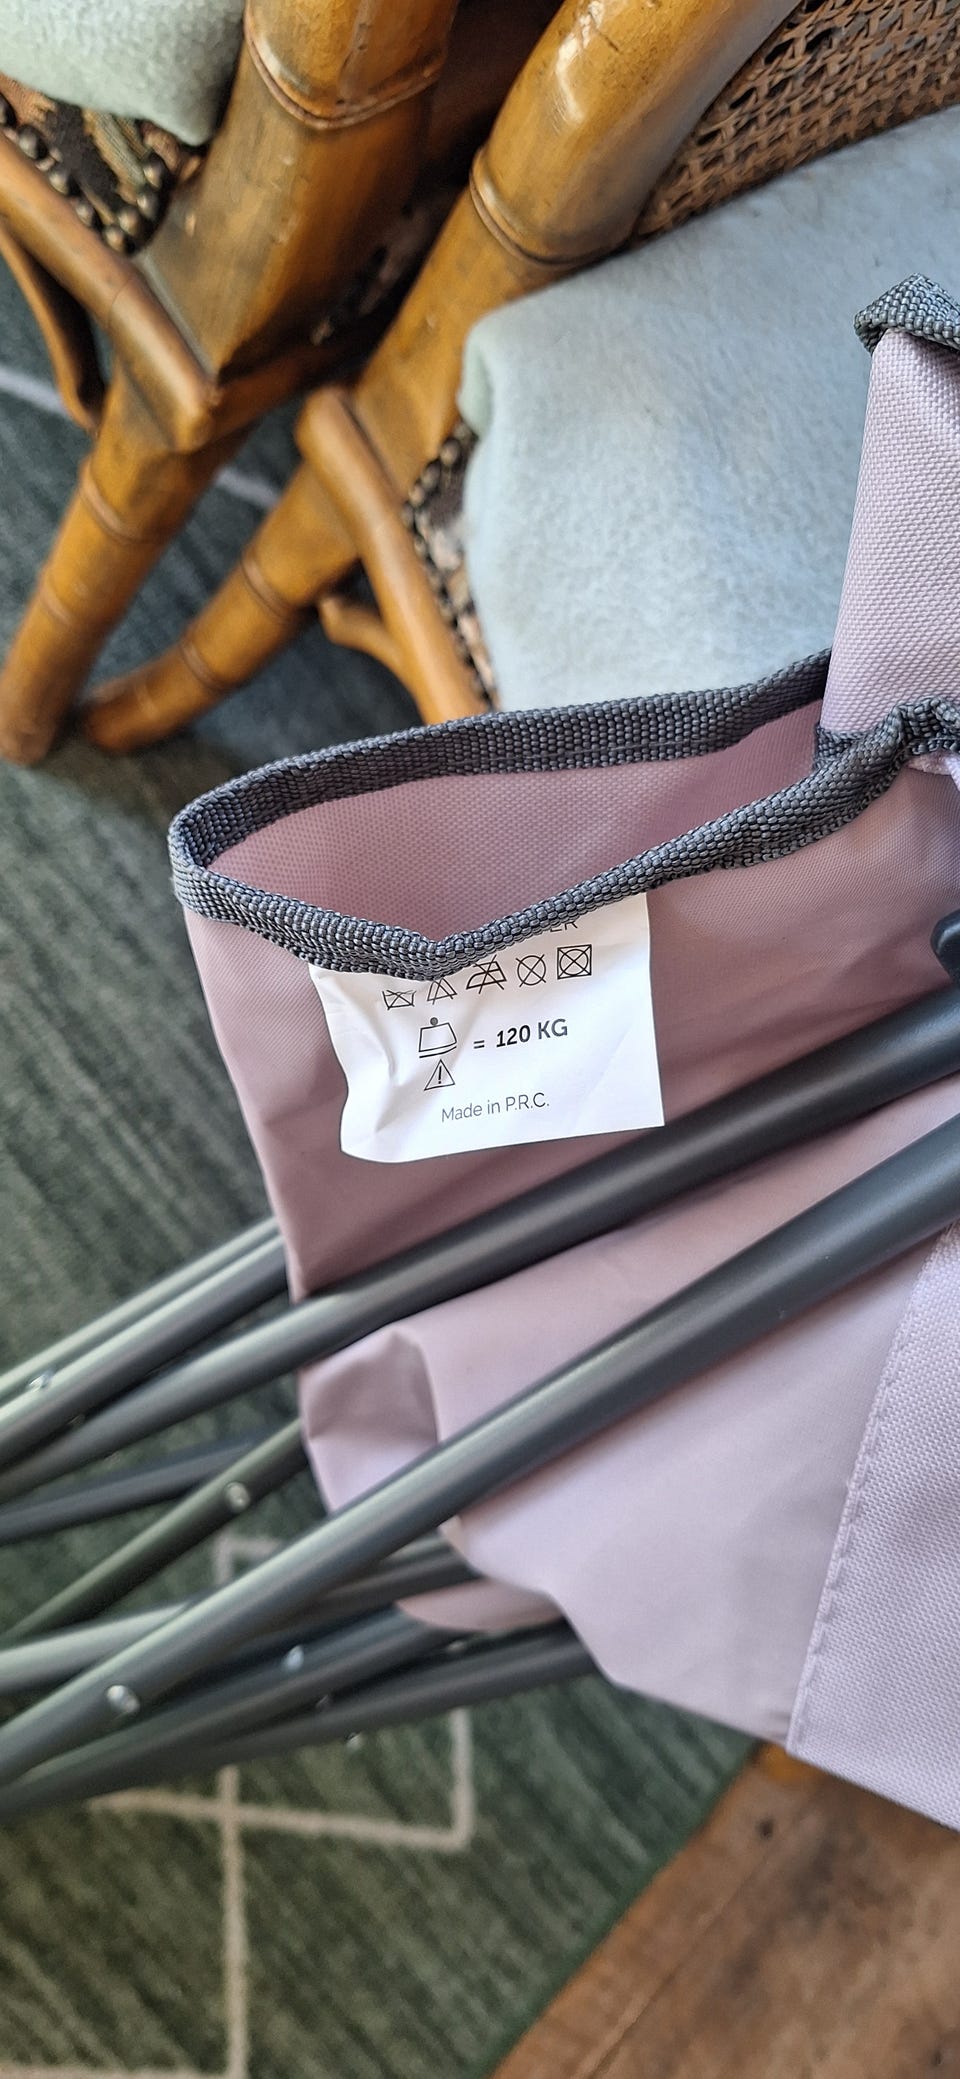 = 120 KG
Made in P.R.C.